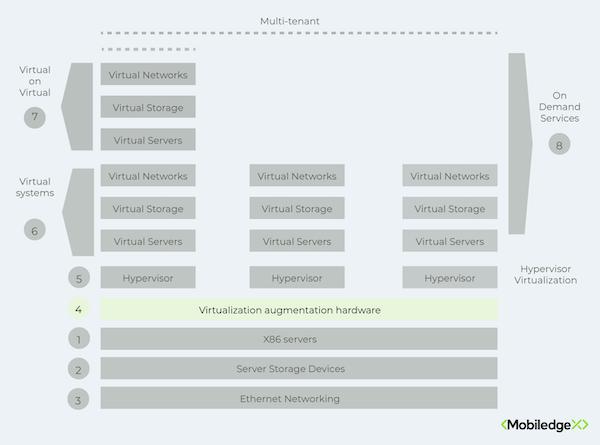 Multi-tenant
Virtual
on
Virtual
7
Virtual Networks
Virtual Storage
Virtual Servers
On
Demand
Services
8
Virtual
systems
6
Virtual Networks
Virtual Networks
Virtual Networks
Virtual Storage
Virtual Storage
Virtual Storage
Virtual Servers
Virtual Servers
Virtual Servers
5
Hypervisor
Hypervisor
Hypervisor
Hypervisor
Virtualization
4
Virtualization augmentation hardware
1
X86 servers
2
Server Storage Devices
3
Ethernet Networking
<MobiledgeX>